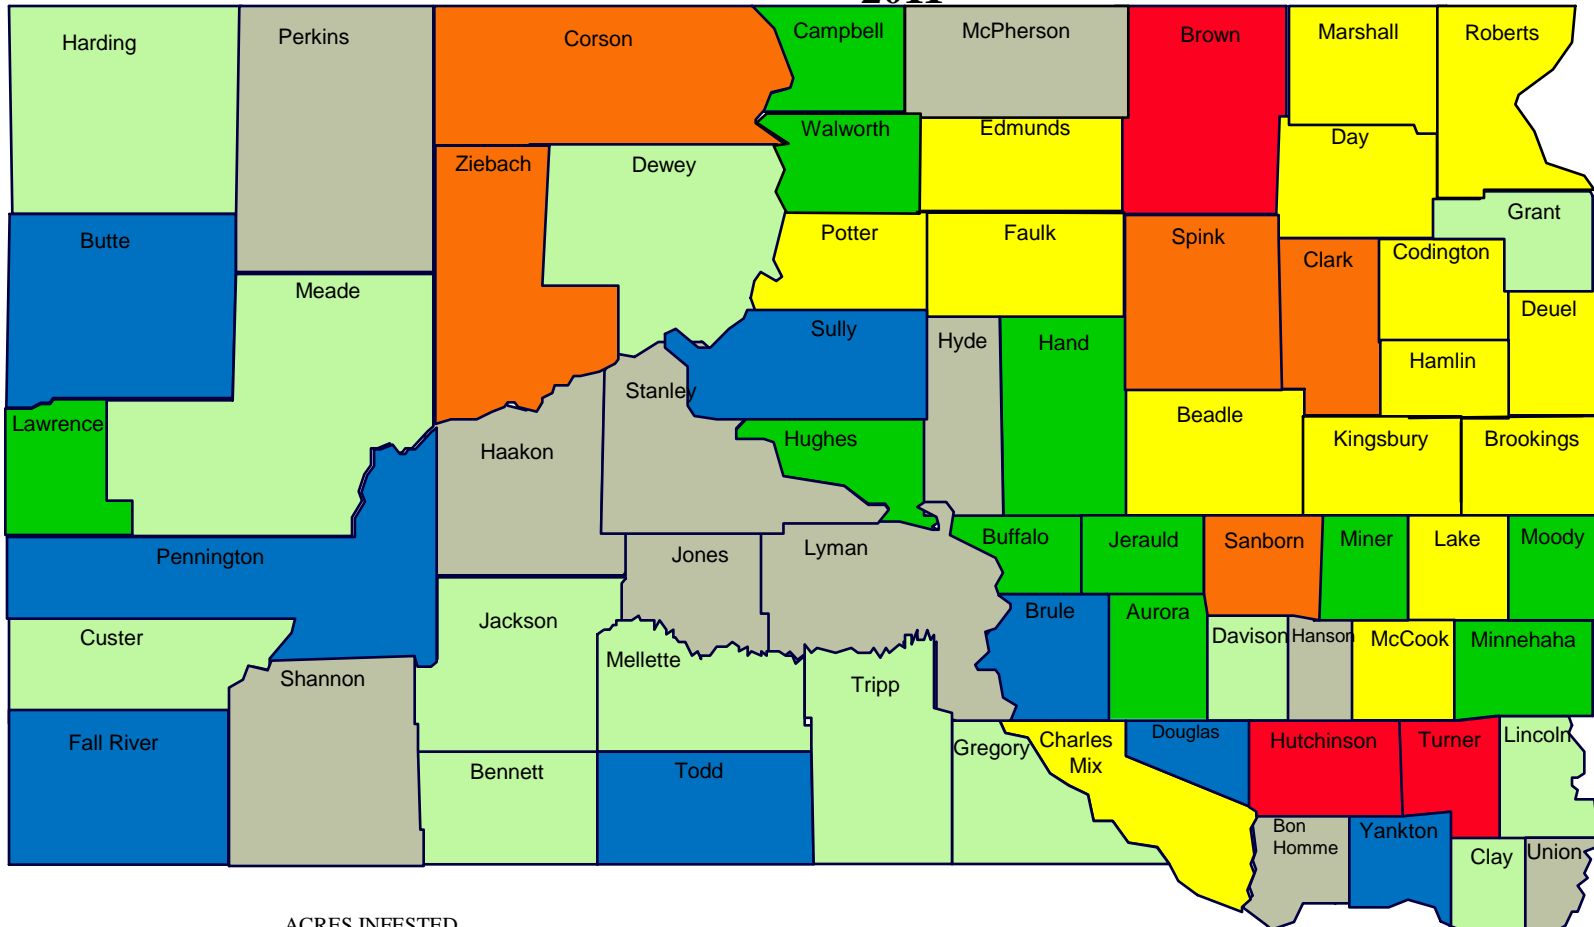 2011
Harding
Perkins
Corson
Campbell
McPherson
Brown
Marshall
Roberts
Walworth
Edmunds
Day
Ziebach
Dewey
Grant
Butte
Potter
Faulk
Spink
Clark
Codington
Meade
Deuel
Sully
Hyde
Hand
Hamlin
Stanley
Lawrence
Beadle
Haakon
Hughes
Kingsbury
Brookings
Pennington
Jones
Lyman
Buffalo
Jerauld
Sanborn
Miner
Lake
Moody
Custer
Jackson
Brule
Aurora
Davison
Hanson
McCook
Minnehaha
Shannon
Mellette
Tripp
Fall River
Bennett
Todd
Gregory
Charles
Mix
Douglas
Hutchinson
Turner
Lincoln
Bon
Homme
Yankton
Clay
Union
ACRES INFESTED